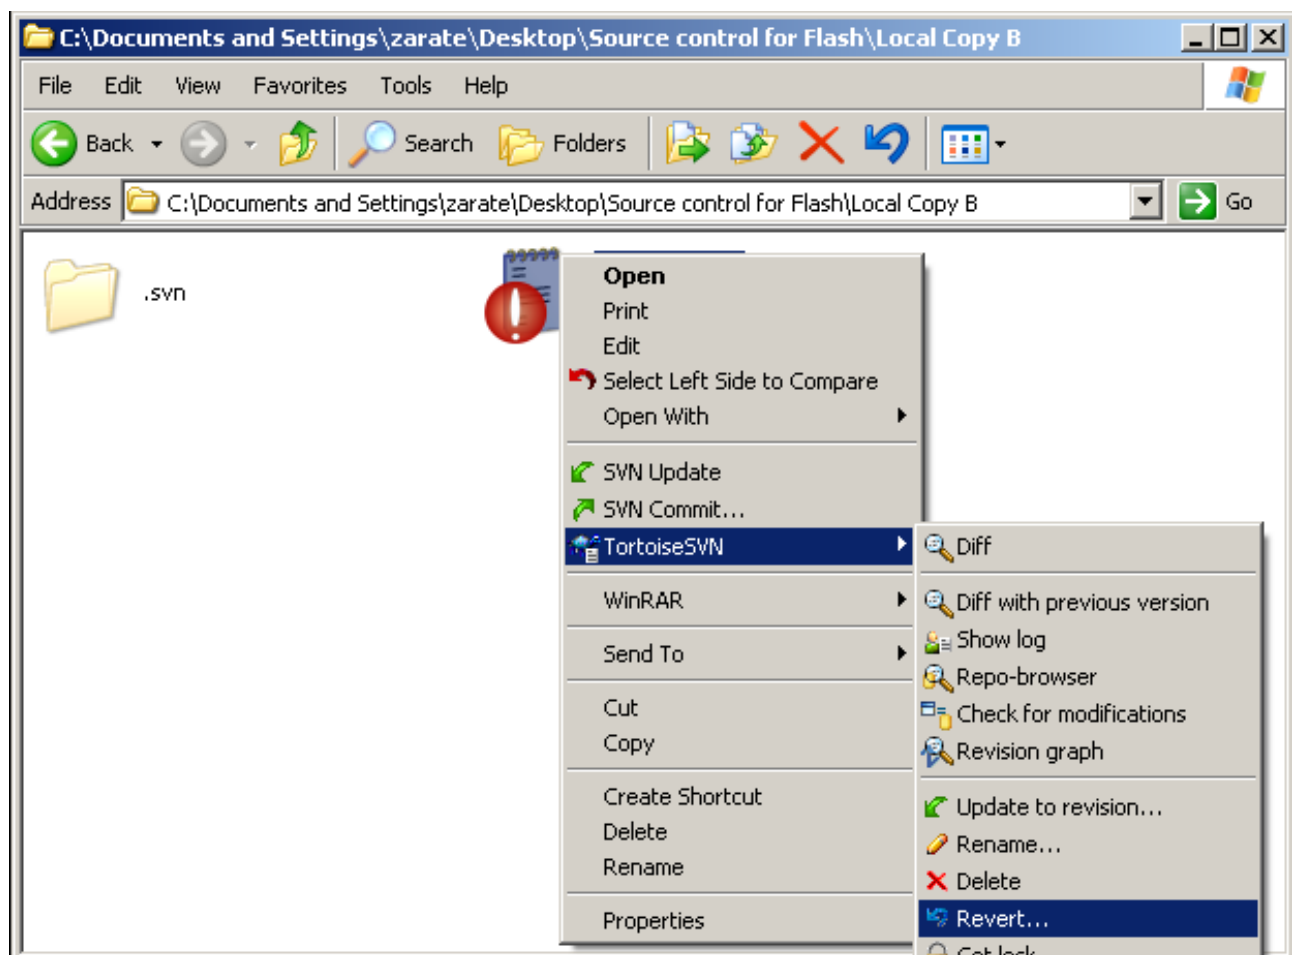 C:\Documents and Settings\zarate\Desktop\Source control for Flash\Local Copy B
File Edit View Favorites Tools Help
Back Search Folders
Address C:\Documents and Settings\zarate\Desktop\Source control for Flash\Local Copy B Go
.svn
Open
Print
Edit
Select Left Side to Compare
Open With
SVN Update
SVN Commit...
TortoiseSVN
WinRAR
Send To
Cut
Copy
Create Shortcut
Delete
Rename
Properties
Diff
Diff with previous version
Show log
Repo-browser
Check for modifications
Revision graph
Update to revision...
Rename...
Delete
Revert...
Get lock